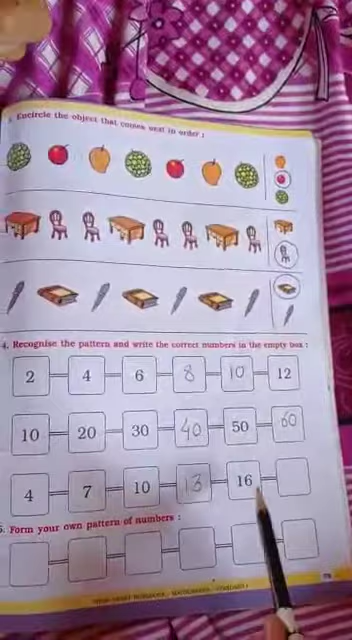 Encircle the object that comes next in order :
4. Recognise the pattern and write the correct numbers in the empty box :
2 4 6 8 10 12
10 20 30 40 50 60
4 7 10 13 16
5. Form your own pattern of numbers :